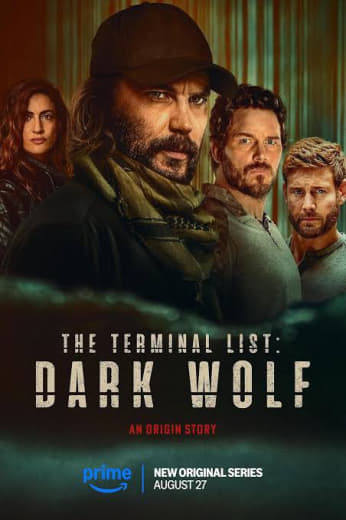 THE TERMINAL LIST:
DARK WOLF
AN ORIGIN STORY
prime
NEW ORIGINAL SERIES
AUGUST 27